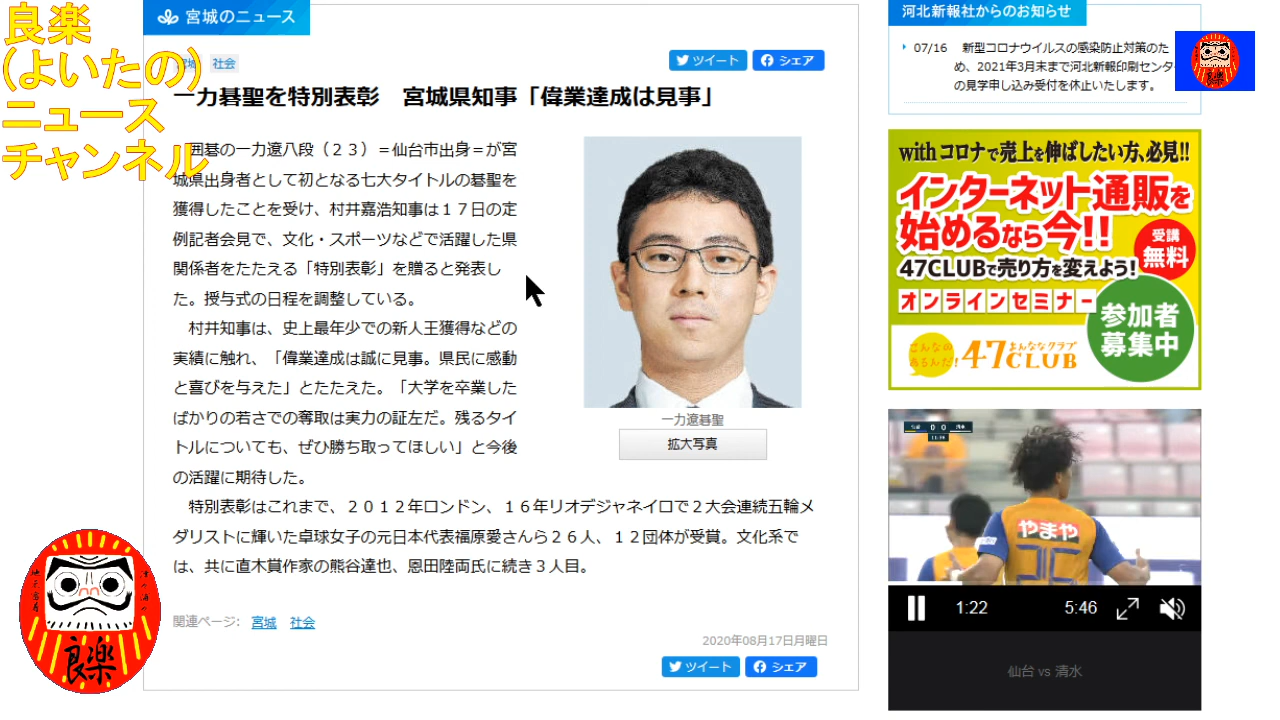 良楽
(よいたの)
ニュース
チャンネル
宮城のニュース
宮城 社会
ツイート シェア
一力碁聖を特別表彰　宮城県知事「偉業達成は見事」
囲碁の一力遼八段（２３）＝仙台市出身＝が宮
城県出身者として初となる七大タイトルの碁聖を
獲得したことを受け、村井嘉浩知事は１７日の定
例記者会見で、文化・スポーツなどで活躍した県
関係者をたたえる「特別表彰」を贈ると発表し
た。授与式の日程を調整している。
村井知事は、史上最年少での新人王獲得などの
実績に触れ、「偉業達成は誠に見事。県民に感動
と喜びを与えた」とたたえた。「大学を卒業した
ばかりの若さでの奪取は実力の証左だ。残るタイ
トルについても、ぜひ勝ち取ってほしい」と今後
の活躍に期待した。
特別表彰はこれまで、２０１２年ロンドン、１６年リオデジャネイロで２大会連続五輪メ
ダリストに輝いた卓球女子の元日本代表福原愛さんら２６人、１２団体が受賞。文化系で
は、共に直木賞作家の熊谷達也、恩田陸両氏に続き３人目。
一力遼碁聖
拡大写真
関連ページ: 宮城 社会
2020年08月17日月曜日
ツイート シェア
良楽
河北新報社からのお知らせ
07/16 新型コロナウイルスの感染防止対策のた
め、2021年3月末まで河北新報印刷センタ
の見学申し込み受付を休止いたします。
良楽
withコロナで売上を伸ばしたい方、必見!!
インターネット通販を
始めるなら今!!
受講
無料
47CLUBで売り方を変えよう!
オンラインセミナー
参加者
募集中
こんなの
あるんだ!
よんななクラブ
47CLUB
0 0
やまや
25
1:22 5:46
仙台 vs 清水